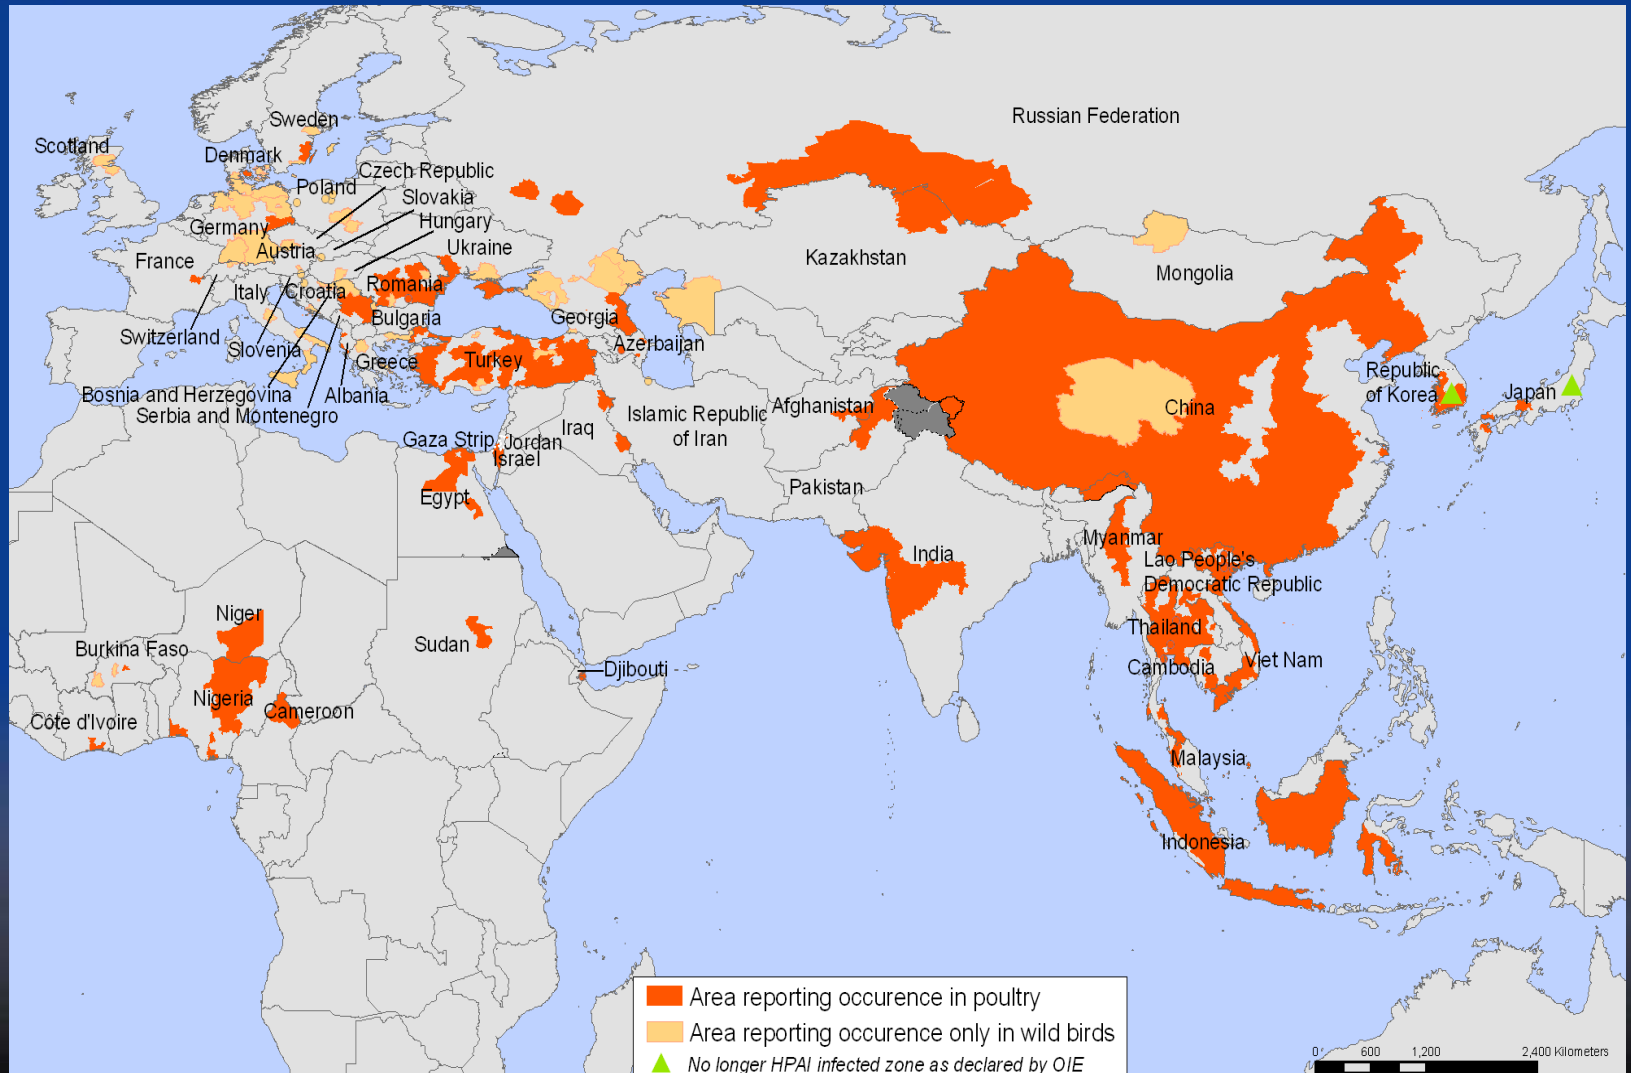 Russian Federation
Sweden
Scotland
Denmark
Czech Republic
Poland
Slovakia
Hungary
Germany
Ukraine
Austria
France
Kazakhstan
Mongolia
Romania
Italy
Croatia
Bulgaria
Georgia
Switzerland
Slovenia
Azerbaijan
Greece
Turkey
Republic
of Korea
Japan
Bosnia and Herzegovina
Albania
Serbia and Montenegro
Afghanistan
China
Islamic Republic
of Iran
Iraq
Gaza Strip
Jordan
Israel
Egypt
Pakistan
India
Myanmar
Lao People's
Democratic Republic
Niger
Sudan
Burkina Faso
Thailand
Cambodia
Viet Nam
Djibouti
Nigeria
Cameroon
Côte d'Ivoire
Malaysia
Indonesia
Area reporting occurence in poultry
Area reporting occurence only in wild birds
No longer HPAI infected zone as declared by OIE
0 600 1,200 2,400 Kilometers